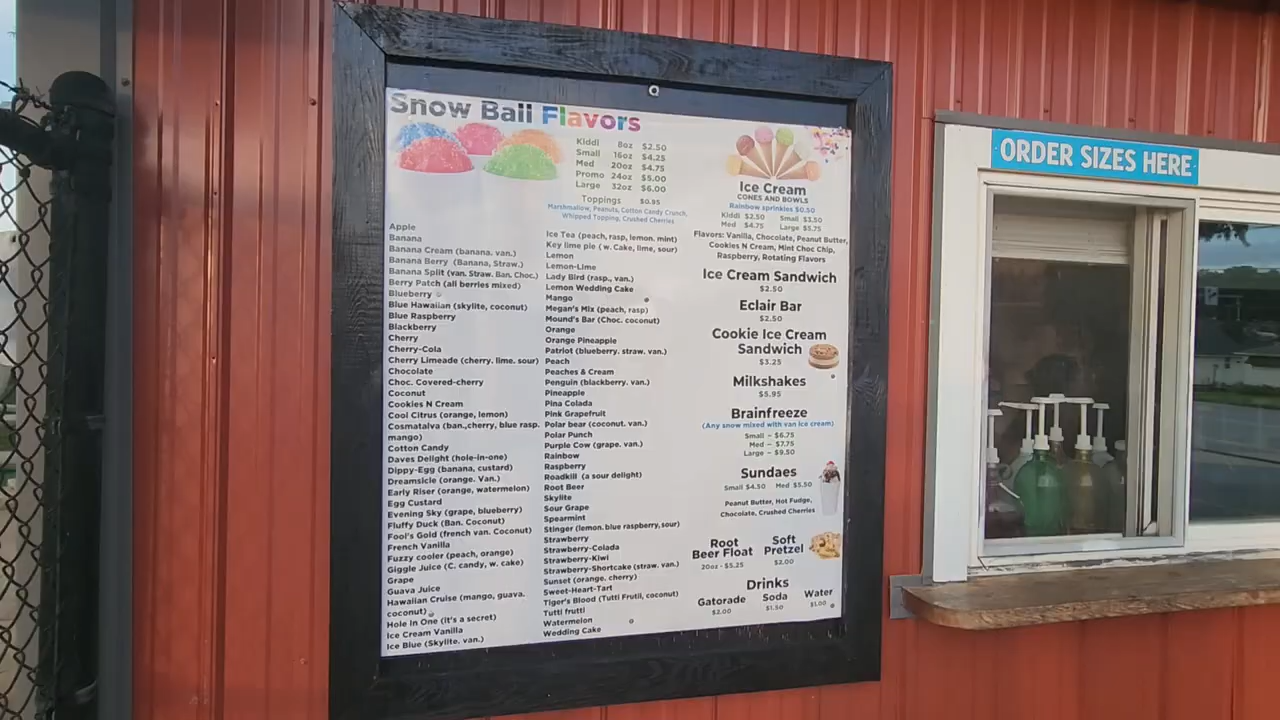 Snow Ball Flavors
Kiddi 8oz $2.50
Small 16oz $4.25
Med 20oz $4.75
Promo 24oz $5.00
Large 32oz $6.00
Toppings $0.95
Marshmallow, Peanuts, Cotton Candy Crunch,
Whipped Topping, Crushed Cherries
Apple
Banana
Banana Cream (banana. van.)
Banana Berry (Banana, Straw.)
Banana Split (van. Straw. Ban, Choc.)
Berry Patch (all berries mixed)
Blueberry
Blue Hawaiian (skylite, coconut)
Blue Raspberry
Blackberry
Cherry
Cherry-Cola
Cherry Limeade (cherry. lime. sour)
Chocolate
Choc. Covered-cherry
Coconut
Cookies N Cream
Cool Citrus (orange, lemon)
Cosmatalva (ban.,cherry, blue rasp.
mango)
Cotton Candy
Daves Delight (hole-in-one)
Dippy-Egg (banana, custard)
Dreamsicle (orange. Van.)
Early Riser (orange, watermelon)
Egg Custard
Evening Sky (grape, blueberry)
Fluffy Duck (Ban. Coconut)
Fool's Gold (french van. Coconut)
French Vanilla
Fuzzy cooler (peach, orange)
Giggle Juice (C. candy, w. cake)
Grape
Guava Juice
Hawaiian Cruise (mango, guava.
coconut)
Hole in One (it's a secret)
Ice Cream Vanilla
Ice Blue (Skylite. van.)
Ice Tea (peach, rasp, lemon. mint)
Key lime pie ( w. Cake, lime, sour)
Lemon
Lemon-Lime
Lady Bird (rasp., van.)
Lemon Wedding Cake
Mango
Megan's Mix (peach, rasp)
Mound's Bar (Choc. coconut)
Orange
Orange Pineapple
Patriot (blueberry. straw. van.)
Peach
Peaches & Cream
Penguin (blackberry. van.)
Pineapple
Pina Colada
Pink Grapefruit
Polar bear (coconut. van.)
Polar Punch
Purple Cow (grape. van.)
Rainbow
Raspberry
Roadkill (a sour delight)
Root Beer
Skylite
Sour Grape
Spearmint
Stinger (lemon. blue raspberry, sour)
Strawberry
Strawberry-Colada
Strawberry-Kiwi
Strawberry-Shortcake (straw. van.)
Sunset (orange. cherry)
Sweet-Heart-Tart
Tiger's Blood (Tutti Frutil, coconut)
Tutti frutti
Watermelon
Wedding Cake
Ice Cream
CONES AND BOWLS
Rainbow sprinkles $0.50
Kiddi $2.50 Small $3.50
Med $4.75 Large $5.75
Flavors: Vanilla, Chocolate, Peanut Butter,
Cookies N Cream, Mint Choc Chip,
Raspberry, Rotating Flavors
Ice Cream Sandwich
$2.50
Eclair Bar
$2.50
Cookie Ice Cream
Sandwich
$3.25
Milkshakes
$5.95
Brainfreeze
(Any snow mixed with van ice cream)
Small - $6.75
Med - $7.75
Large - $9.50
Sundaes
Small $4.50 Med $5.50
Peanut Butter, Hot Fudge,
Chocolate, Crushed Cherries
Root
Beer Float
20oz - $5.25
Soft
Pretzel
$2.00
Drinks
Gatorade Soda Water
$2.00 $1.50 $1.00
ORDER SIZES HERE